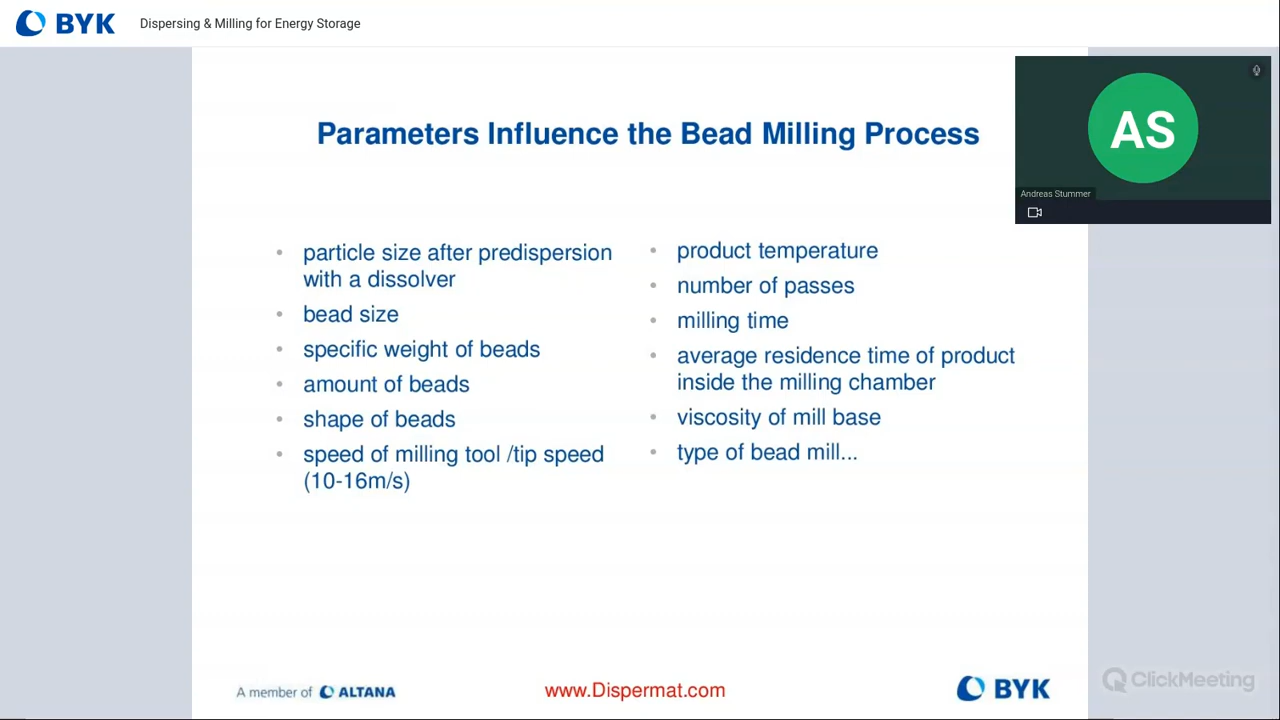 BYK
Dispersing & Milling for Energy Storage
Parameters Influence the Bead Milling Process
AS
Andreas Stummer
• particle size after predispersion
with a dissolver
• bead size
• specific weight of beads
• amount of beads
• shape of beads
• speed of milling tool /tip speed
(10-16m/s)
• product temperature
• number of passes
• milling time
• average residence time of product
inside the milling chamber
• viscosity of mill base
• type of bead mill...
A member of ALTANA
www.Dispermat.com
BYK
ClickMeeting